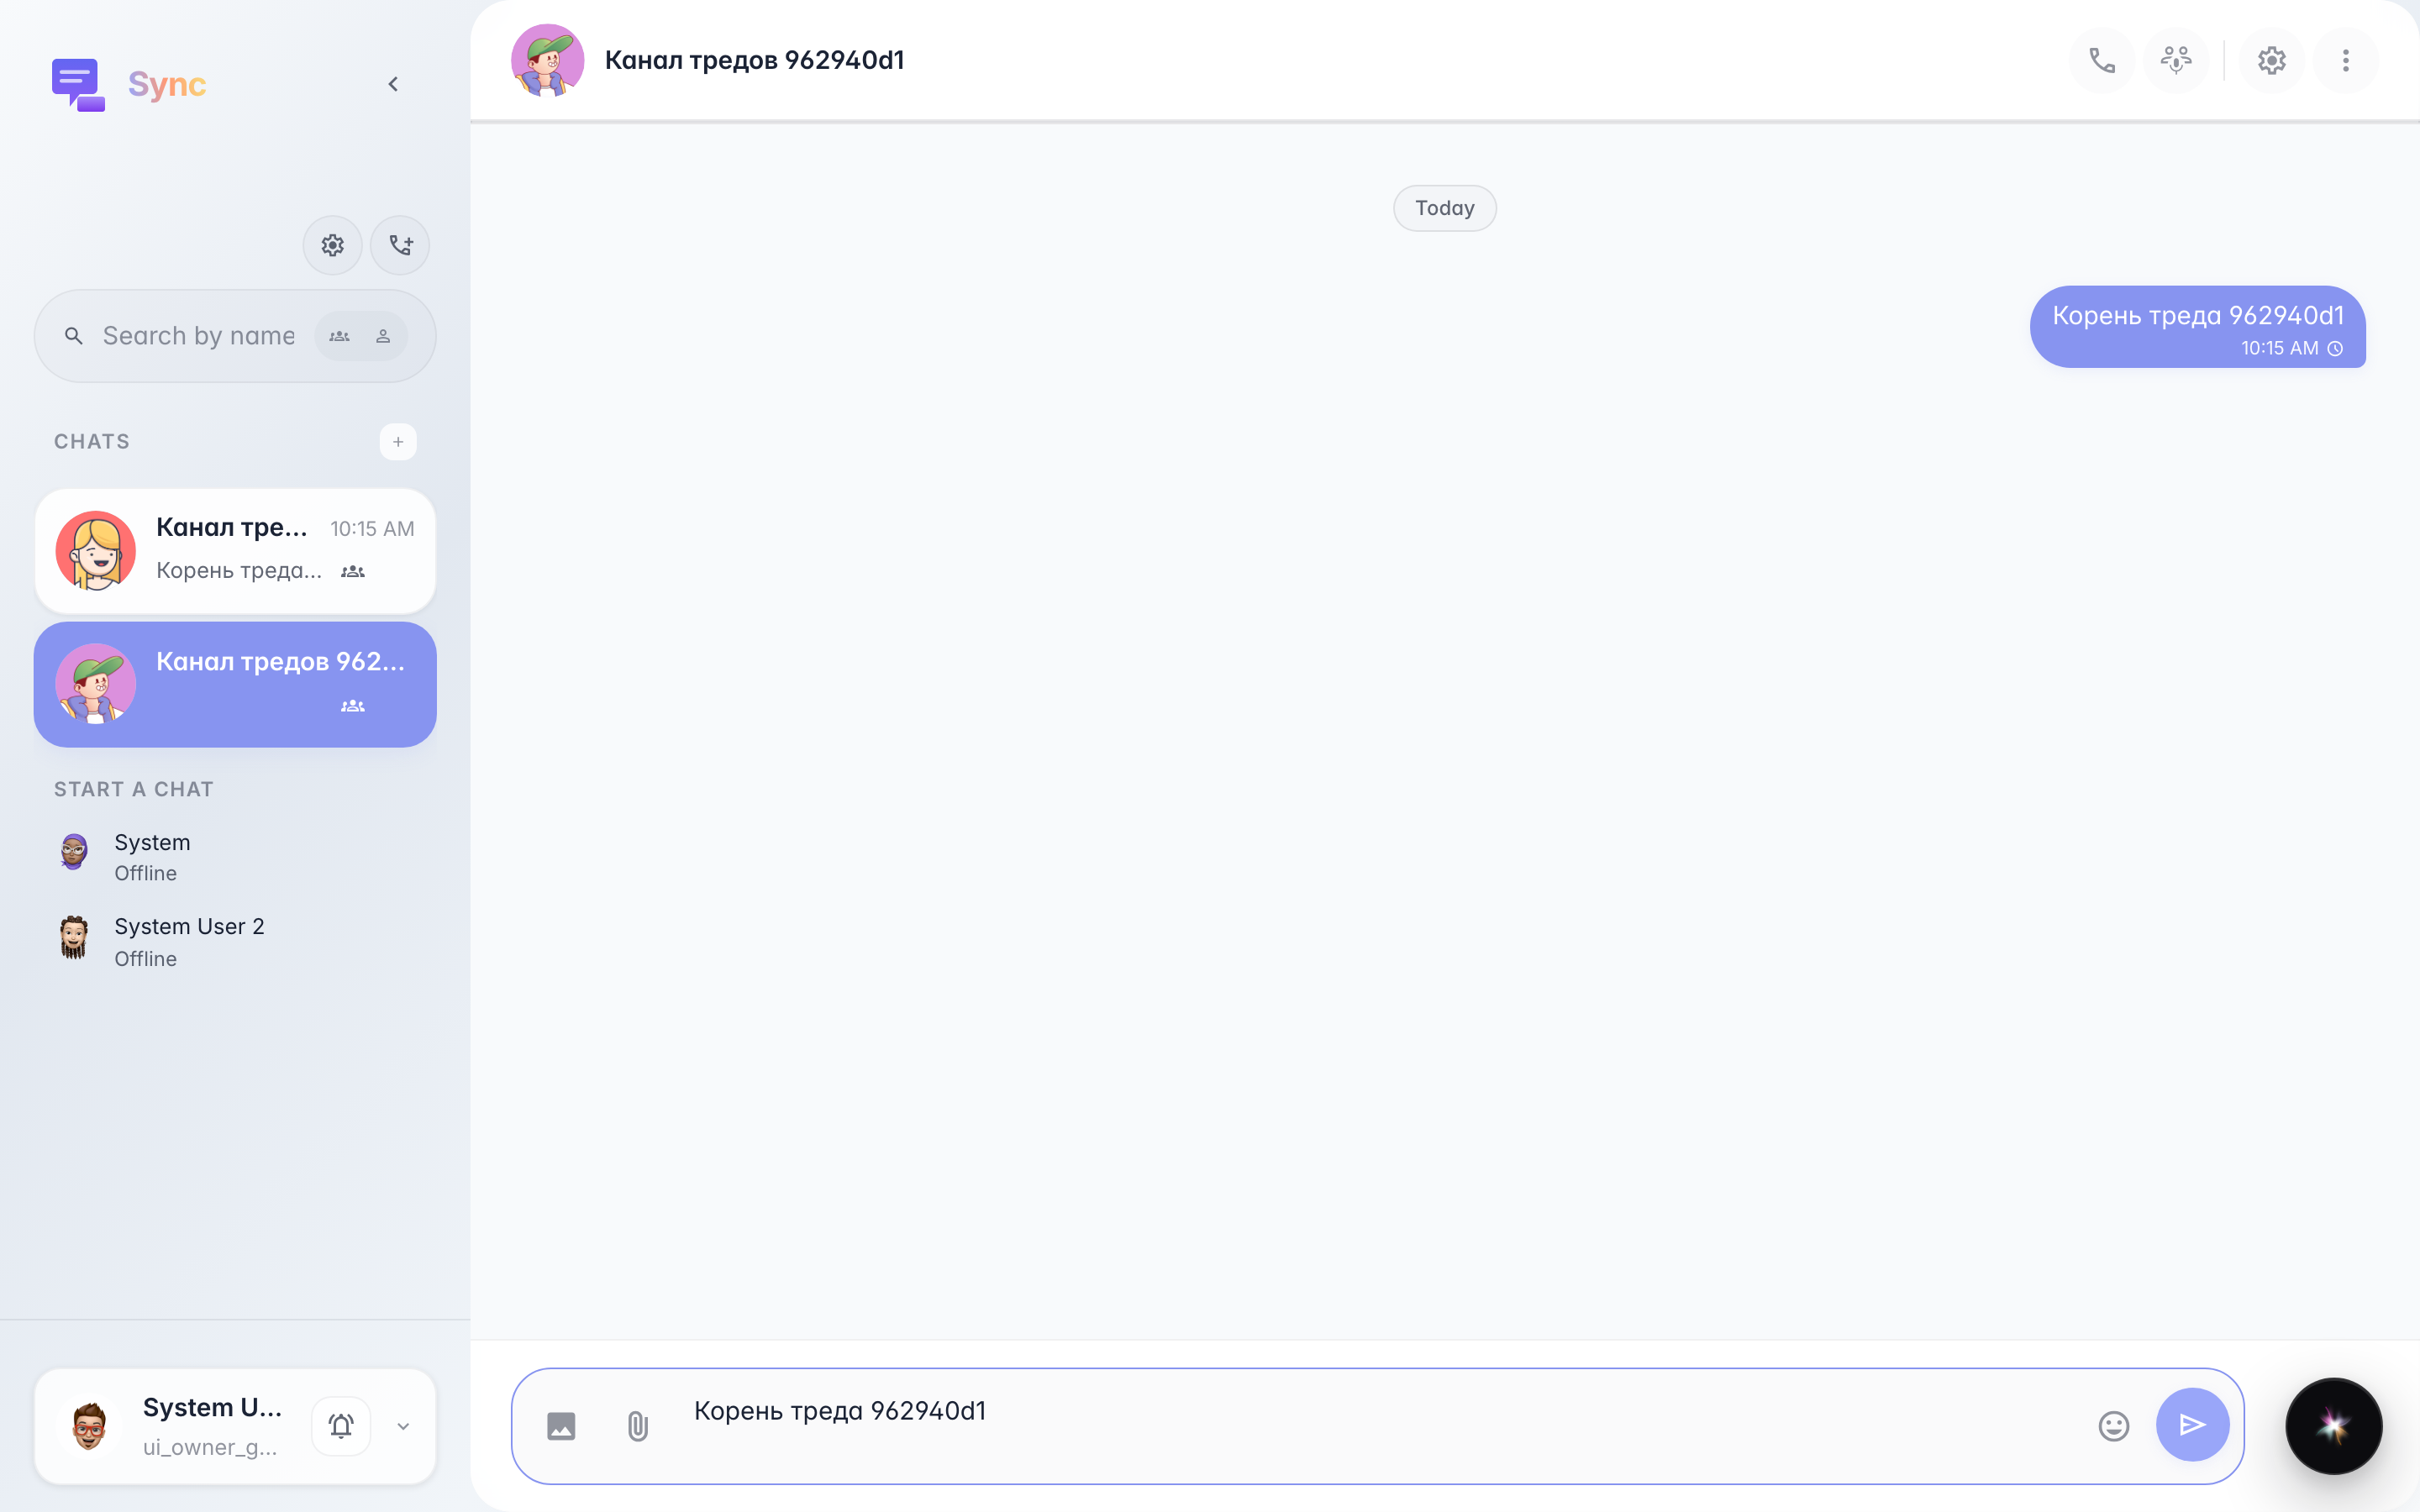 Sync
Search by name
CHATS
Канал тре... 10:15 AM
Корень треда...
Канал тредов 962...
START A CHAT
System
Offline
System User 2
Offline
System U...
ui_owner_g...
Канал тредов 962940d1
Today
Корень треда 962940d1
10:15 AM
Корень треда 962940d1